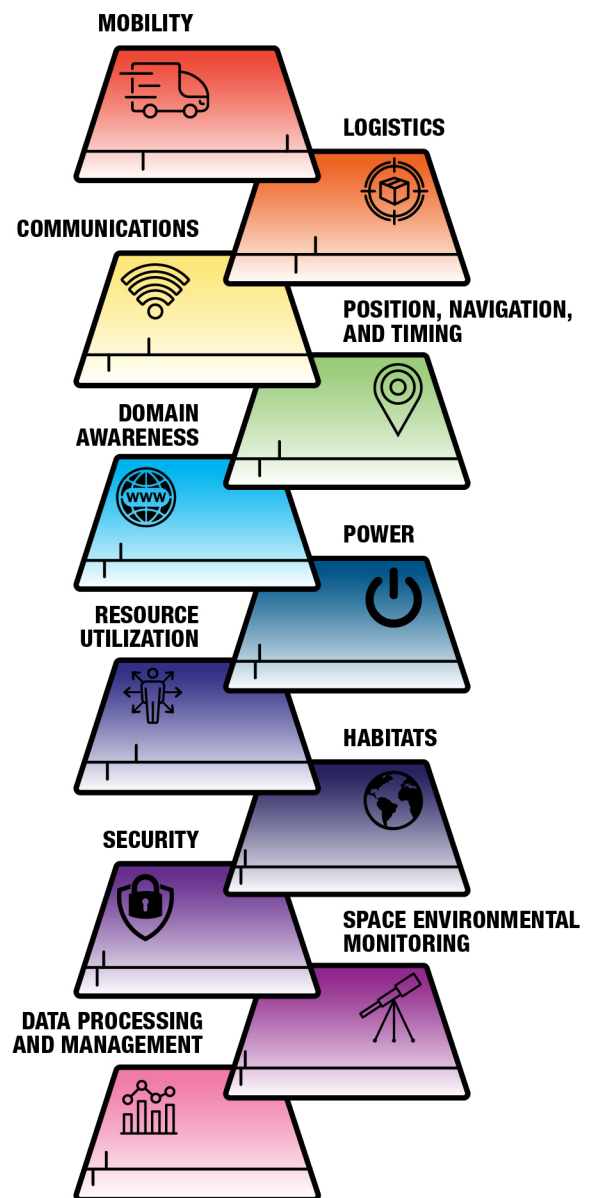 MOBILITY
LOGISTICS
COMMUNICATIONS
POSITION, NAVIGATION,
AND TIMING
DOMAIN
AWARENESS
WWW
POWER
RESOURCE
UTILIZATION
HABITATS
SECURITY
SPACE ENVIRONMENTAL
MONITORING
DATA PROCESSING
AND MANAGEMENT